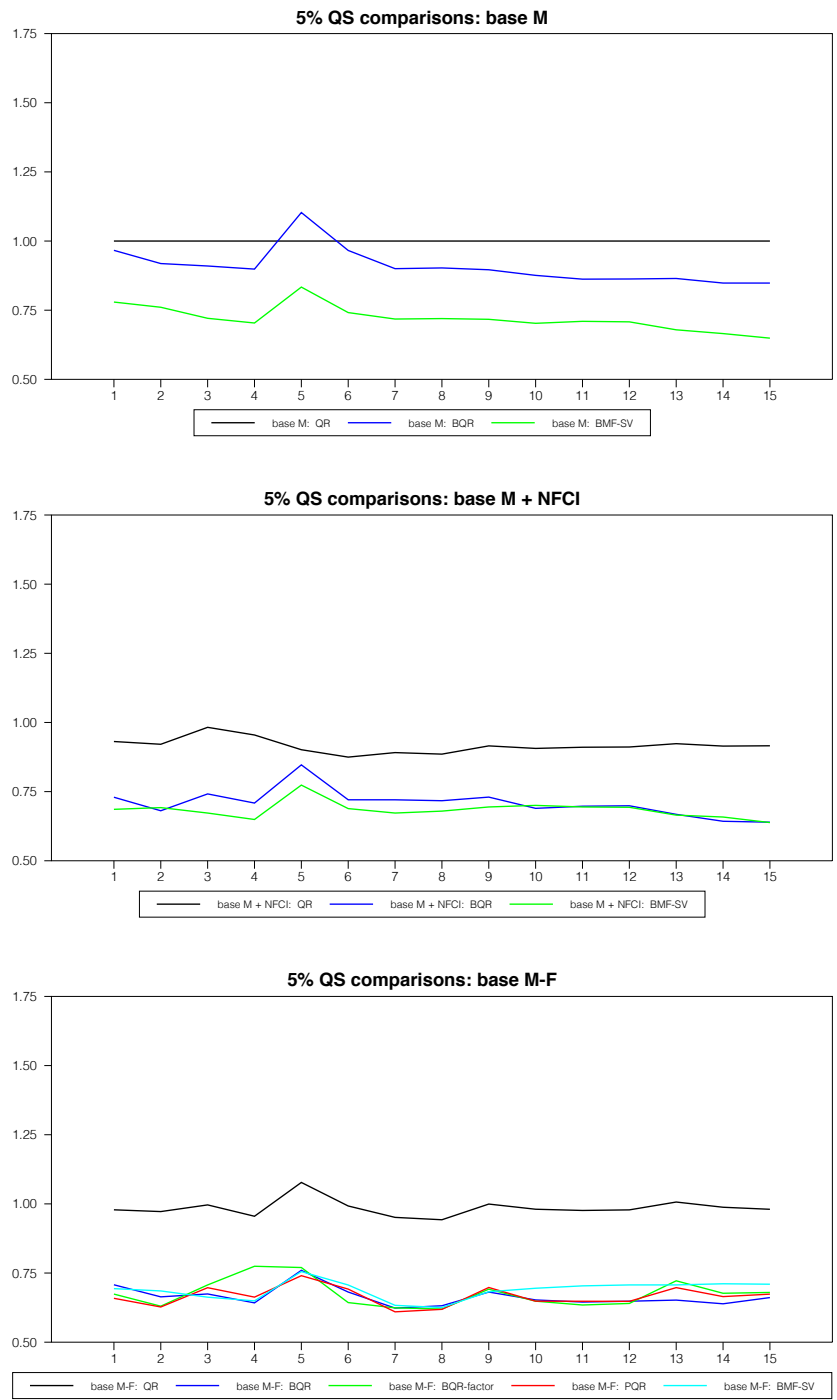 5% QS comparisons: base M
1.75
1.50
1.25
1.00
0.75
0.50
1 2 3 4 5 6 7 8 9 10 11 12 13 14 15
base M: QR base M: BQR base M: BMF-SV
5% QS comparisons: base M + NFCI
1.75
1.50
1.25
1.00
0.75
0.50
1 2 3 4 5 6 7 8 9 10 11 12 13 14 15
base M + NFCI: QR base M + NFCI: BQR base M + NFCI: BMF-SV
5% QS comparisons: base M-F
1.75
1.50
1.25
1.00
0.75
0.50
1 2 3 4 5 6 7 8 9 10 11 12 13 14 15
base M-F: QR base M-F: BQR base M-F: BQR-factor base M-F: PQR base M-F: BMF-SV